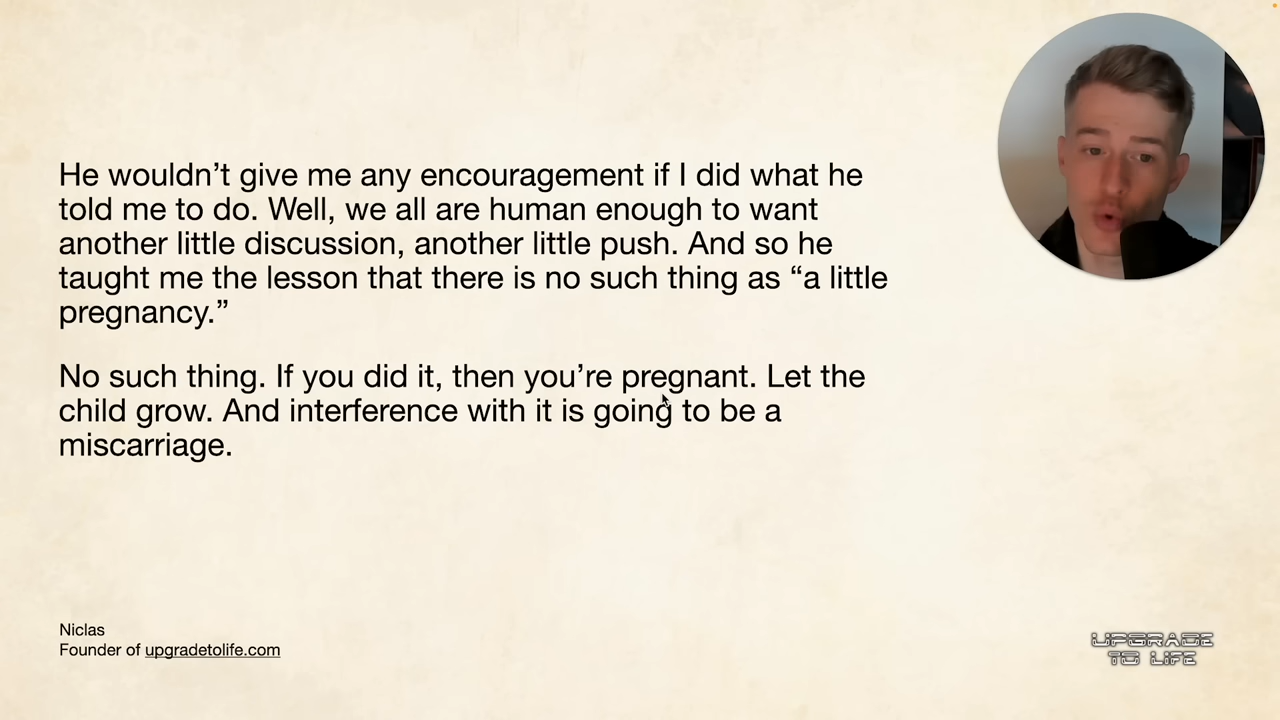 He wouldn’t give me any encouragement if I did what he
told me to do. Well, we all are human enough to want
another little discussion, another little push. And so he
taught me the lesson that there is no such thing as “a little
pregnancy.”
No such thing. If you did it, then you’re pregnant. Let the
child grow. And interference with it is going to be a
miscarriage.
Niclas
Founder of upgradetolife.com
UPGRADE
TO LIFE